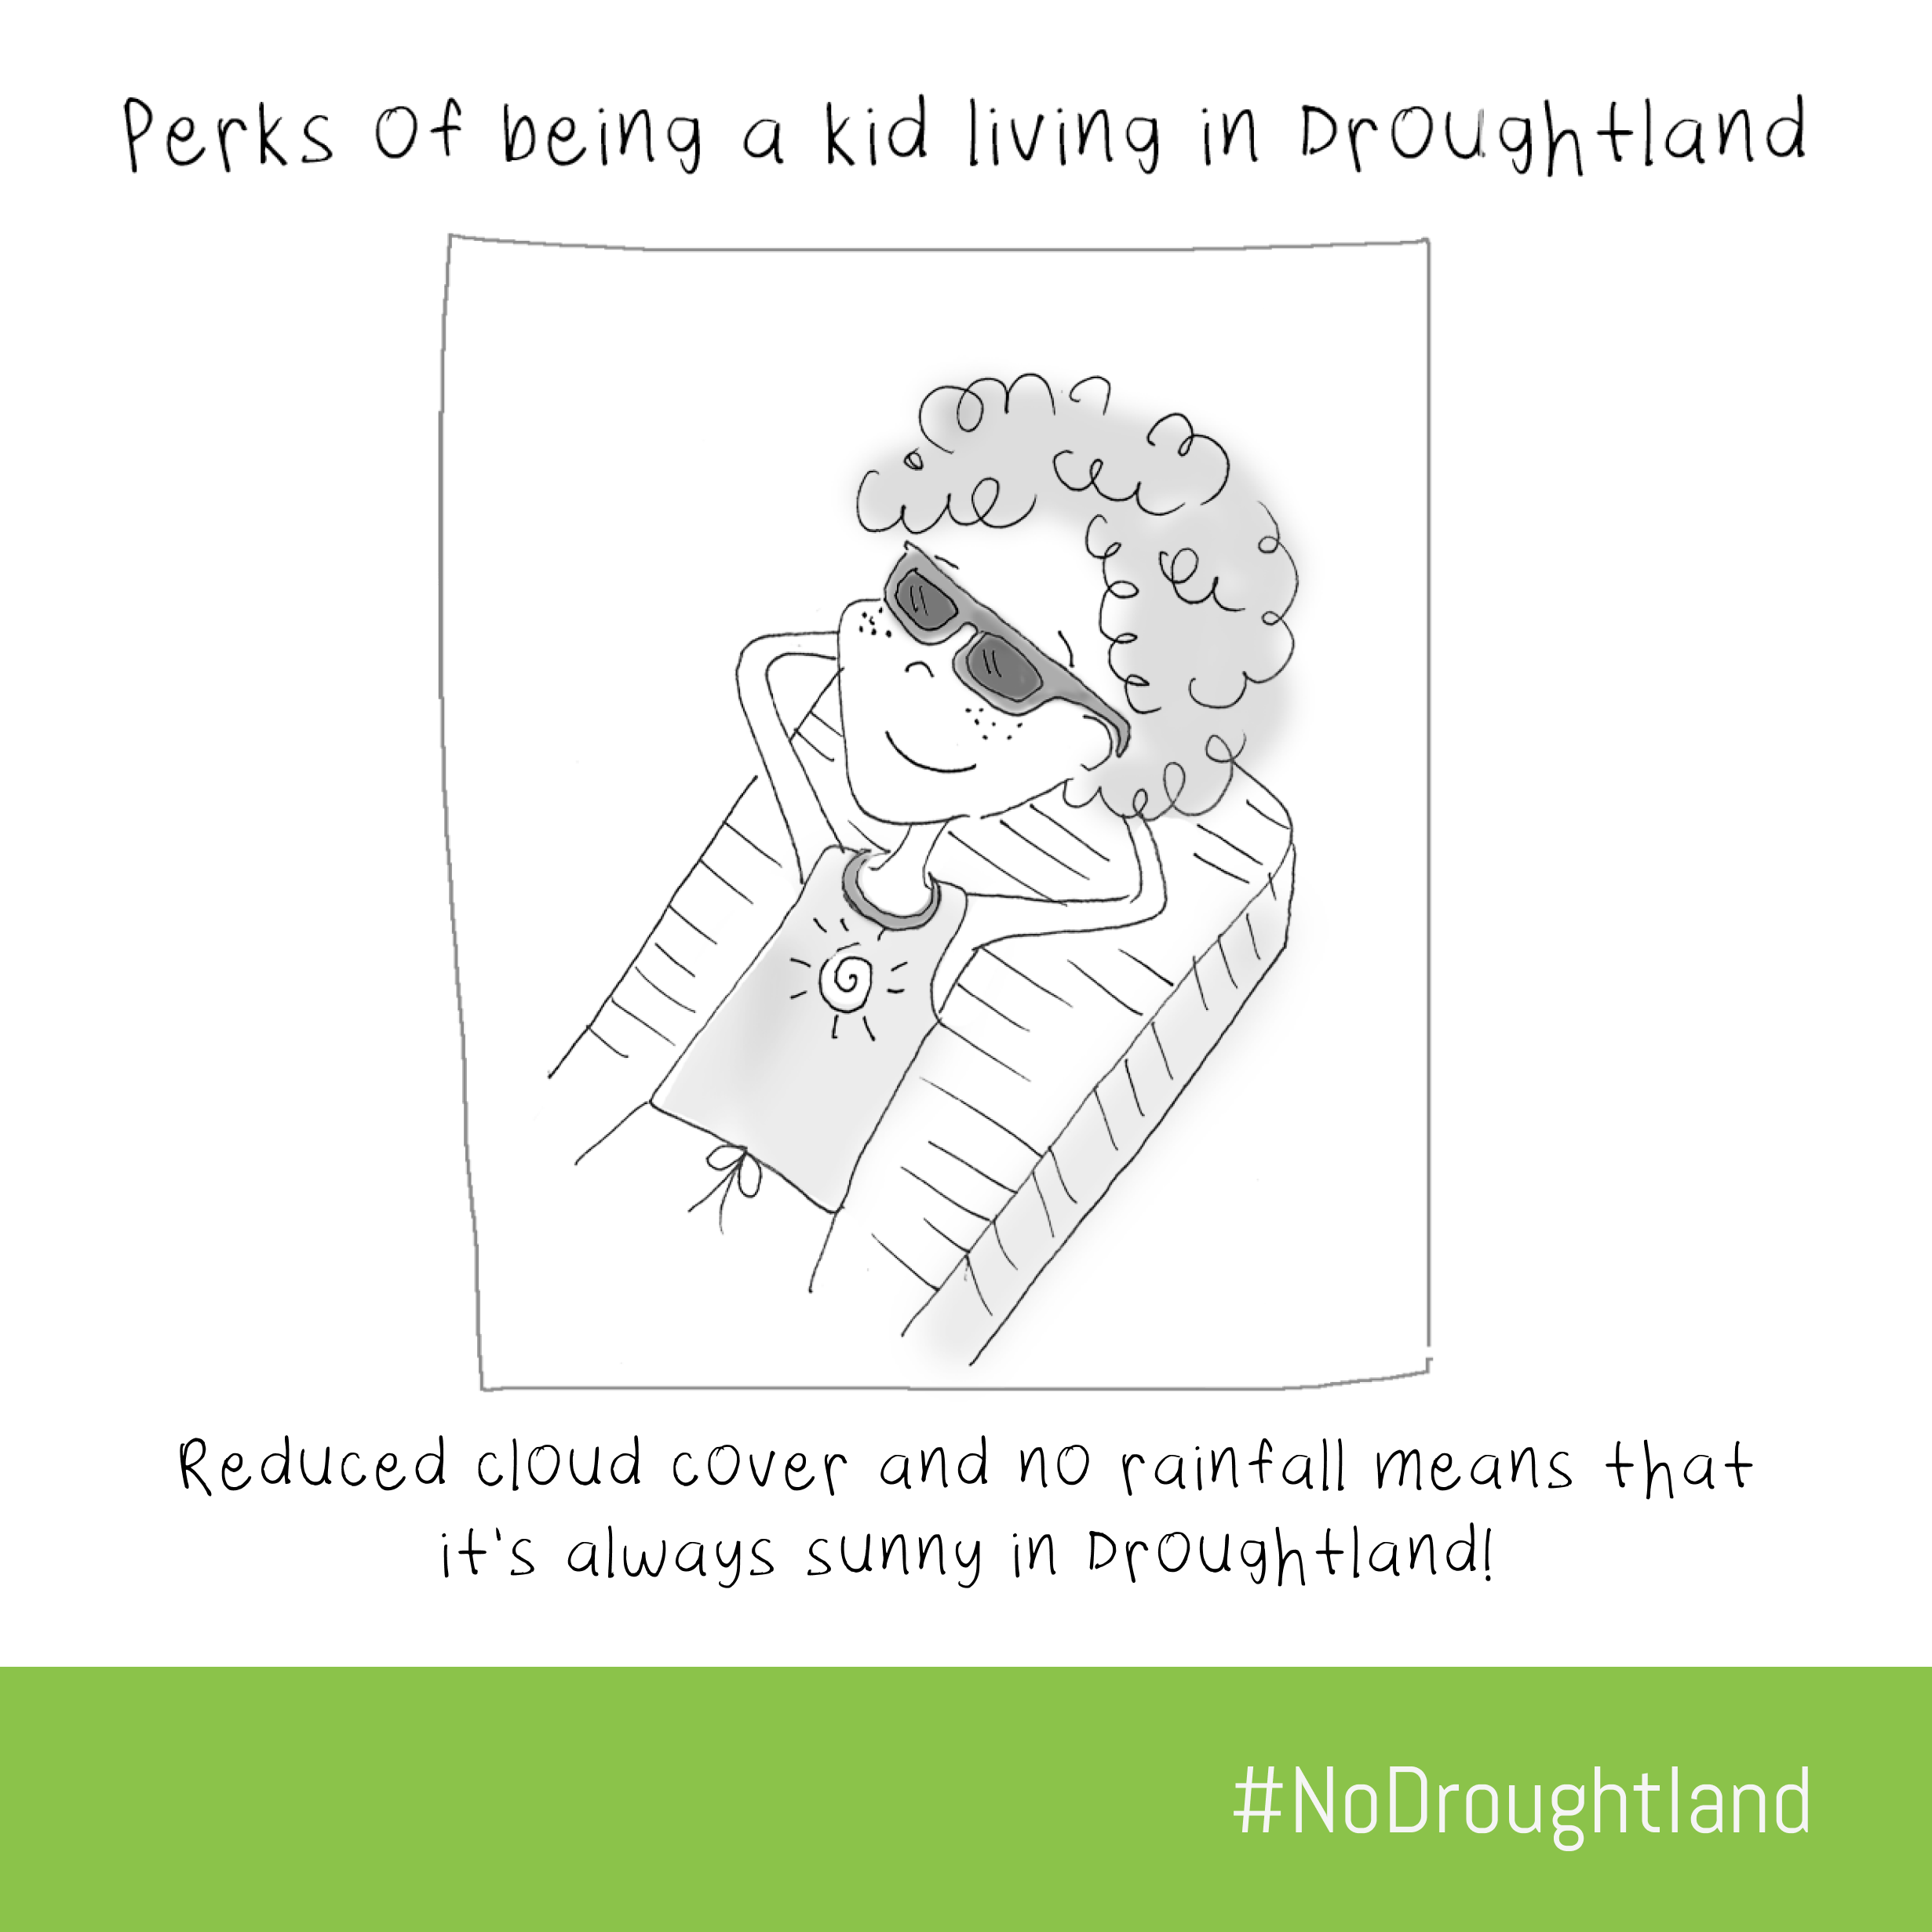 Perks of being a kid living in Droughtland
Reduced cloud cover and no rainfall means that
it's always sunny in Droughtland!
#NoDroughtland